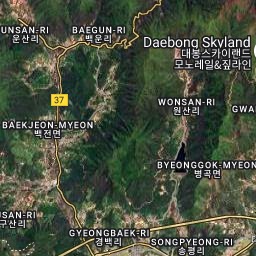 UNSAN-RI
운산리
BAEGUN-RI
백운리
Daebong Skyland
대봉스카이랜드
모노레일&짚라인
37
WONSAN-RI
원산리
GWA
BAEKJEON-MYEON
백전면
BYEONGGOK-MYEON
병곡면
SAN-RI
구산리
GYEONGBAEK-RI
경백리
SONGPYEONG-RI
송평리